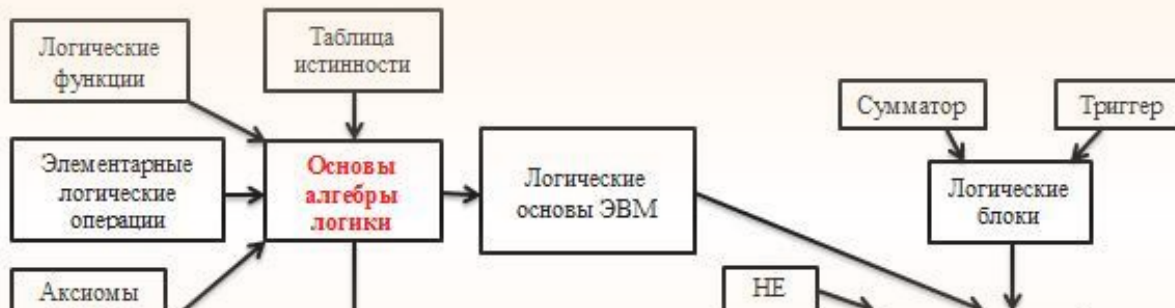 Логические
функции
Таблица
истинности
Сумматор
Триггер
Элементарные
логические
операции
Основы
алгебры
логики
Логические
основы ЭВМ
Логические
блоки
Аксиомы
НЕ